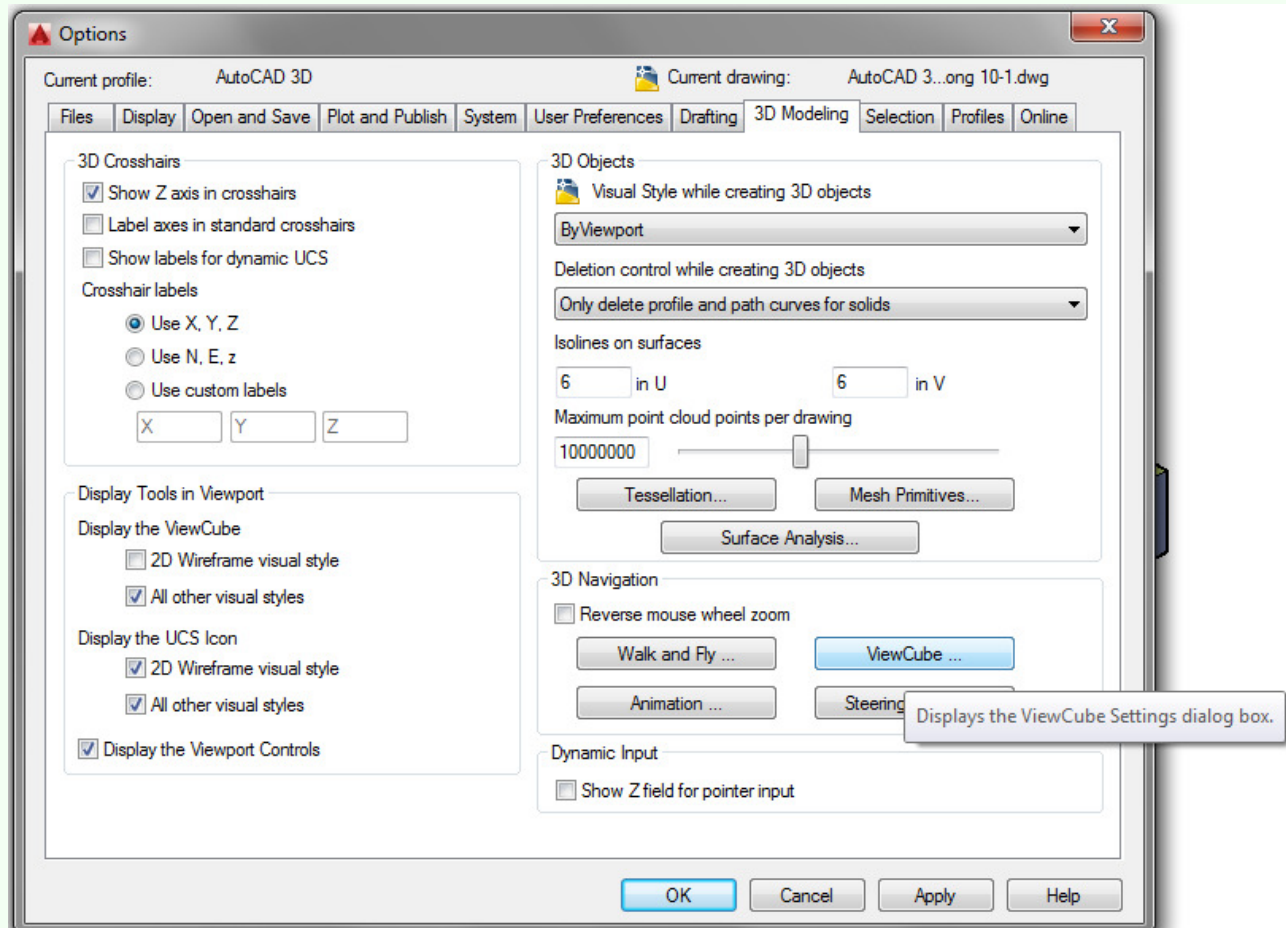 Options
Current profile: AutoCAD 3D Current drawing: AutoCAD 3...ong 10-1.dwg
Files Display Open and Save Plot and Publish System User Preferences Drafting 3D Modeling Selection Profiles Online
3D Crosshairs
Show Z axis in crosshairs
Label axes in standard crosshairs
Show labels for dynamic UCS
Crosshair labels
Use X, Y, Z
Use N, E, z
Use custom labels
X Y Z
Display Tools in Viewport
Display the ViewCube
2D Wireframe visual style
All other visual styles
Display the UCS Icon
2D Wireframe visual style
All other visual styles
Display the Viewport Controls
3D Objects
Visual Style while creating 3D objects
ByViewport
Deletion control while creating 3D objects
Only delete profile and path curves for solids
Isolines on surfaces
6 in U 6 in V
Maximum point cloud points per drawing
10000000
Tessellation... Mesh Primitives...
Surface Analysis...
3D Navigation
Reverse mouse wheel zoom
Walk and Fly ... ViewCube ...
Animation ... Steering
Displays the ViewCube Settings dialog box.
Dynamic Input
Show Z field for pointer input
OK Cancel Apply Help